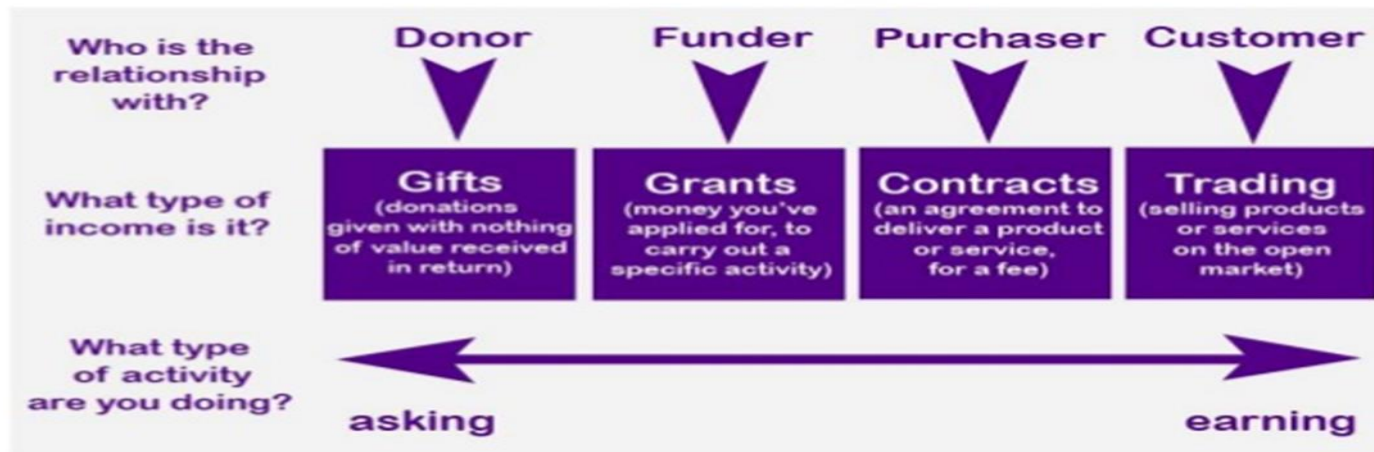 Who is the
relationship
with?
Donor
Funder
Purchaser
Customer
What type of
income is it?
Gifts
(donations
given with nothing
of value received
in return)
Grants
(money you've
applied for, to
carry out a
specific activity)
Contracts
(an agreement to
deliver a product
or service,
for a fee)
Trading
(selling products
or services
on the open
market)
What type
of activity
are you doing?
asking
earning